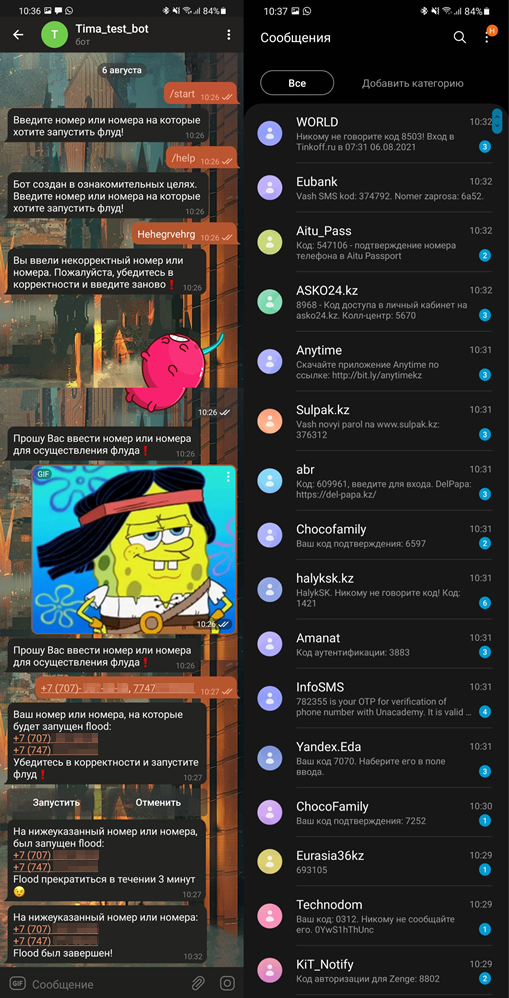 10:36
84%
Tima_test_bot
бот
T
6 августа
/start
10:26
Введите номер или номера на которые
хотите запустить флуд!
10:26
/help
10:26
Бот создан в ознакомительных целях.
Введите номер или номера на которые
хотите запустить флуд!
10:26
Hehegrvehrg
10:26
Вы ввели некорректный номер или
номера. Пожалуйста, убедитесь в
корректности и введите заново❗
10:26
10:26
Прошу Вас ввести номер или номера
для осуществления флуда❗
10:26
GIF
10:26
Прошу Вас ввести номер или номера
для осуществления флуда❗
10:26
+7 (707)- , 7747
10:27
Ваш номер или номера, на которые
будет запущен flood:
+7 (707)
+7 (747)
Убедитесь в корректности и запустите
флуд❗
10:27
Запустить Отменить
На нижеуказанный номер или номера,
был запущен flood:
+7 (707)
+7 (747)
Flood прекратиться в течении 3 минут
😉
10:27
На нижеуказанный номер или номера:
+7 (707)
+7 (747)
Flood был завершен!
10:32
GIF Сообщение
10:37
84%
Сообщения
Н
Все Добавить категорию
WORLD 10:32
Никому не говорите код 8503! Вход в
Tinkoff.ru в 07:31 06.08.2021
3
Eubank 10:32
Vash SMS kod: 374792. Nomer zaprosa: 6a52.
Aitu_Pass 10:32
Код: 547106 - подтверждение номера
телефона в Aitu Passport
2
ASKO24.kz 10:32
8968 - Код доступа в личный кабинет на
asko24.kz. Колл-центр: 5670
3
Anytime 10:31
Скачайте приложение Anytime по
ссылке: http://bit.ly/anytimekz
3
Sulpak.kz 10:31
Vash novyi parol na www.sulpak.kz:
376312
3
abr 10:31
Код: 609961, введите для входа. DelPapa:
https://del-papa.kz/
3
Chocofamily 10:31
Ваш код подтверждения: 6597
2
halyksk.kz 10:31
HalykSK. Никому не говорите код! Код:
1421
6
Amanat 10:31
Код аутентификации: 3883
3
InfoSMS 10:31
782355 is your OTP for verification of
phone number with Unacademy. It is valid ...
4
Yandex.Eda 10:31
Ваш код 7070. Наберите его в поле
ввода.
3
ChocoFamily 10:30
Ваш код подтверждения: 7252
1
Eurasia36kz 10:29
693105
1
Technodom 10:29
Ваш код: 0312. Никому не сообщайте
его. 0YwS1hThUnc
1
KiT_Notify 10:29
Код авторизации для Zenge: 8802
2